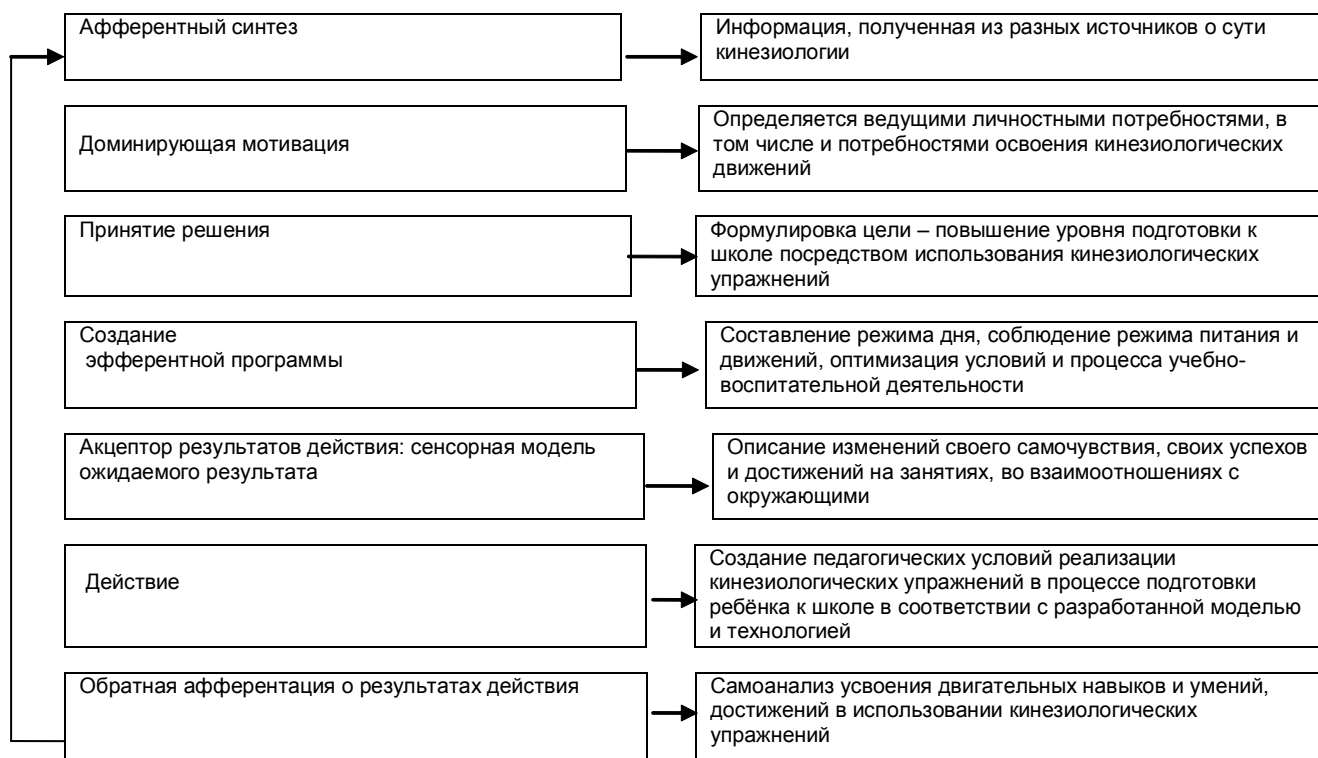 Афферентный синтез
Информация, полученная из разных источников о сути
кинезиологии
Доминирующая мотивация
Определяется ведущими личностными потребностями, в
том числе и потребностями освоения кинезиологических
движений
Принятие решения
Формулировка цели – повышение уровня подготовки к
школе посредством использования кинезиологических
упражнений
Создание
эфферентной программы
Составление режима дня, соблюдение режима питания и
движений, оптимизация условий и процесса учебно-
воспитательной деятельности
Акцептор результатов действия: сенсорная модель
ожидаемого результата
Описание изменений своего самочувствия, своих успехов
и достижений на занятиях, во взаимоотношениях с
окружающими
Действие
Создание педагогических условий реализации
кинезиологических упражнений в процессе подготовки
ребёнка к школе в соответствии с разработанной моделью
и технологией
Обратная афферентация о результатах действия
Самоанализ усвоения двигательных навыков и умений,
достижений в использовании кинезиологических
упражнений